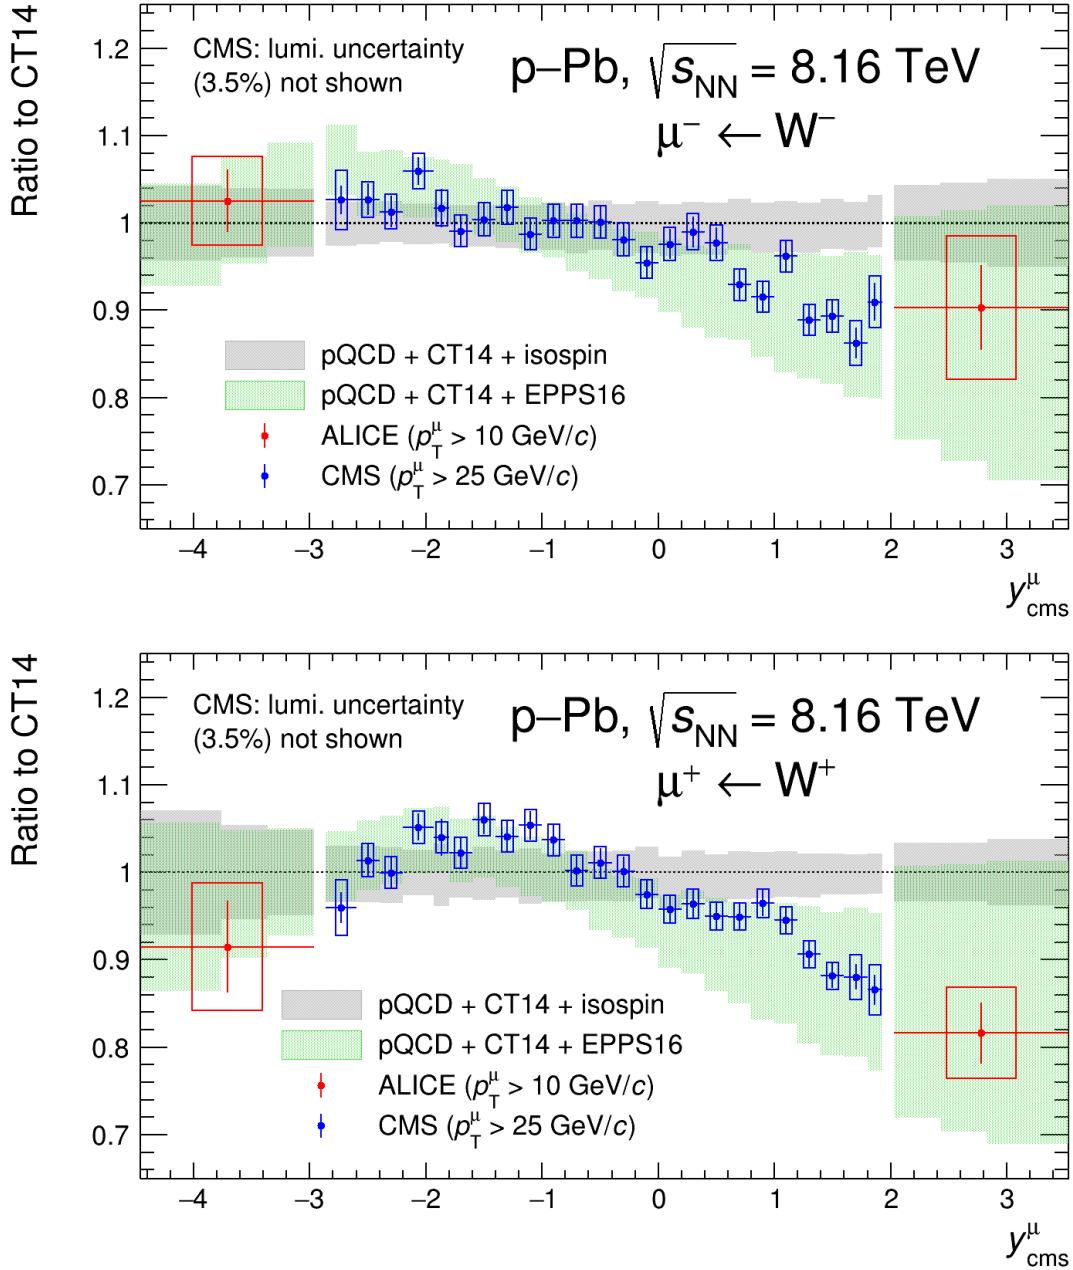 Ratio to CT14
CMS: lumi. uncertainty
(3.5%) not shown
p–Pb, √sNN = 8.16 TeV
μ− ← W−
1.2
1.1
1
0.9
0.8
0.7
pQCD + CT14 + isospin
pQCD + CT14 + EPPS16
ALICE (pTμ > 10 GeV/c)
CMS (pTμ > 25 GeV/c)
−4 −3 −2 −1 0 1 2 3
yμcms
Ratio to CT14
CMS: lumi. uncertainty
(3.5%) not shown
p–Pb, √sNN = 8.16 TeV
μ+ ← W+
1.2
1.1
1
0.9
0.8
0.7
pQCD + CT14 + isospin
pQCD + CT14 + EPPS16
ALICE (pTμ > 10 GeV/c)
CMS (pTμ > 25 GeV/c)
−4 −3 −2 −1 0 1 2 3
yμcms